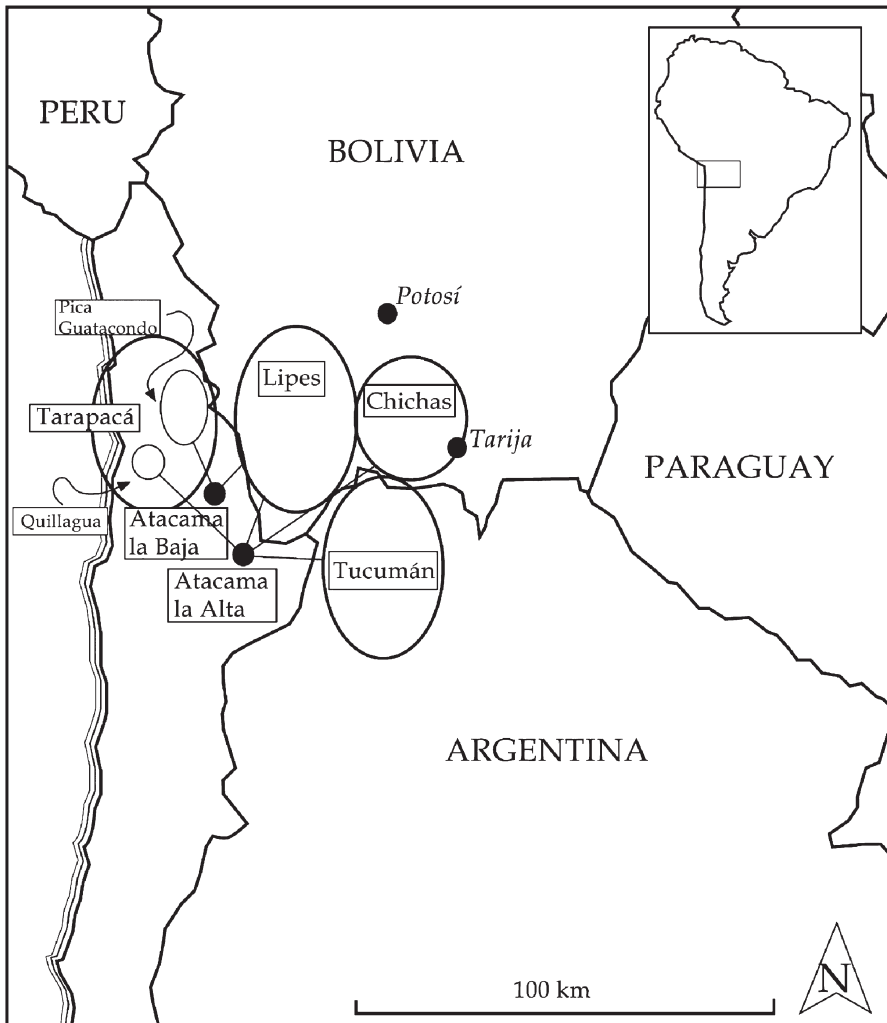 PERU
BOLIVIA
Potosí
Pica
Guatacondo
Lipes
Chichas
Tarapacá
Tarija
PARAGUAY
Quillagua
Atacama
la Baja
Atacama
la Alta
Tucumán
ARGENTINA
100 km
N